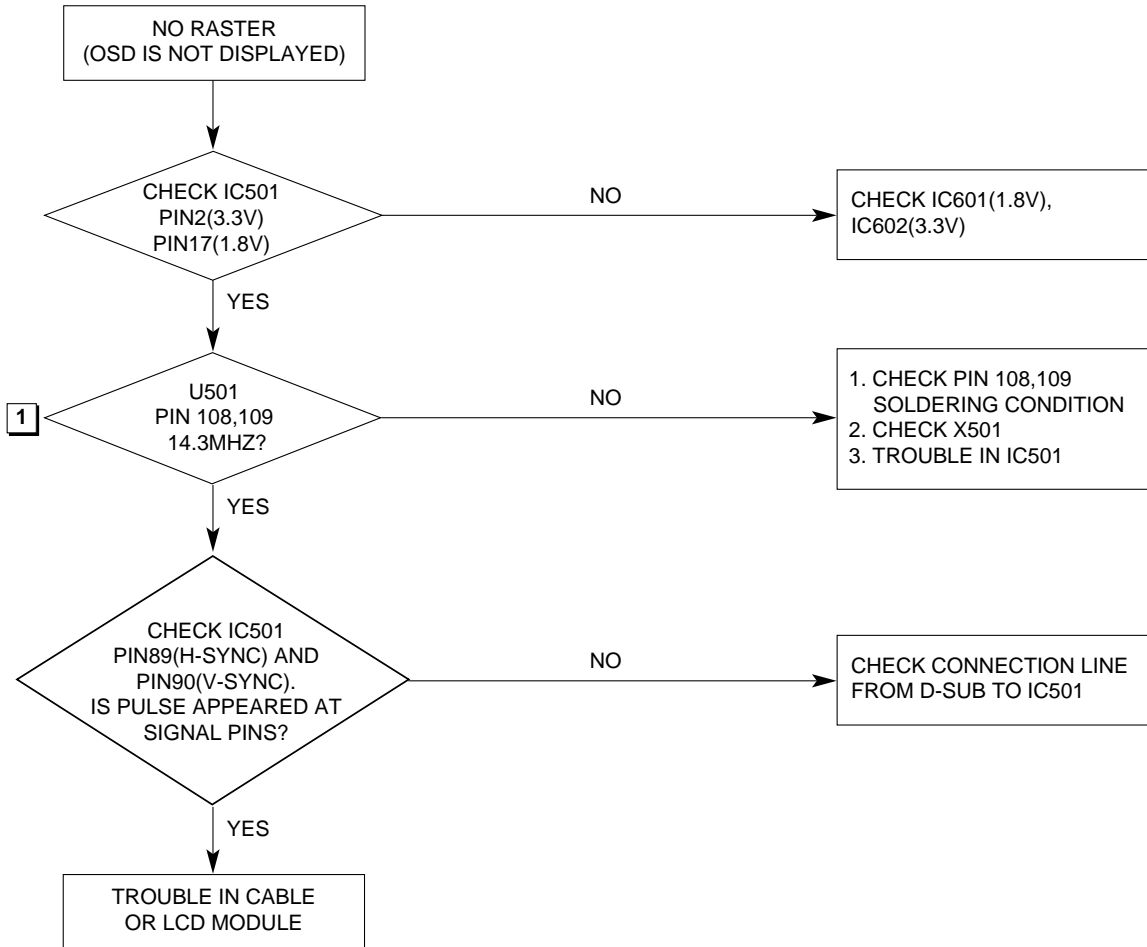 NO RASTER
(OSD IS NOT DISPLAYED)
CHECK IC501
PIN2(3.3V)
PIN17(1.8V)
NO
CHECK IC601(1.8V),
IC602(3.3V)
YES
1
U501
PIN 108,109
14.3MHZ?
NO
1. CHECK PIN 108,109
SOLDERING CONDITION
2. CHECK X501
3. TROUBLE IN IC501
YES
CHECK IC501
PIN89(H-SYNC) AND
PIN90(V-SYNC).
IS PULSE APPEARED AT
SIGNAL PINS?
NO
CHECK CONNECTION LINE
FROM D-SUB TO IC501
YES
TROUBLE IN CABLE
OR LCD MODULE